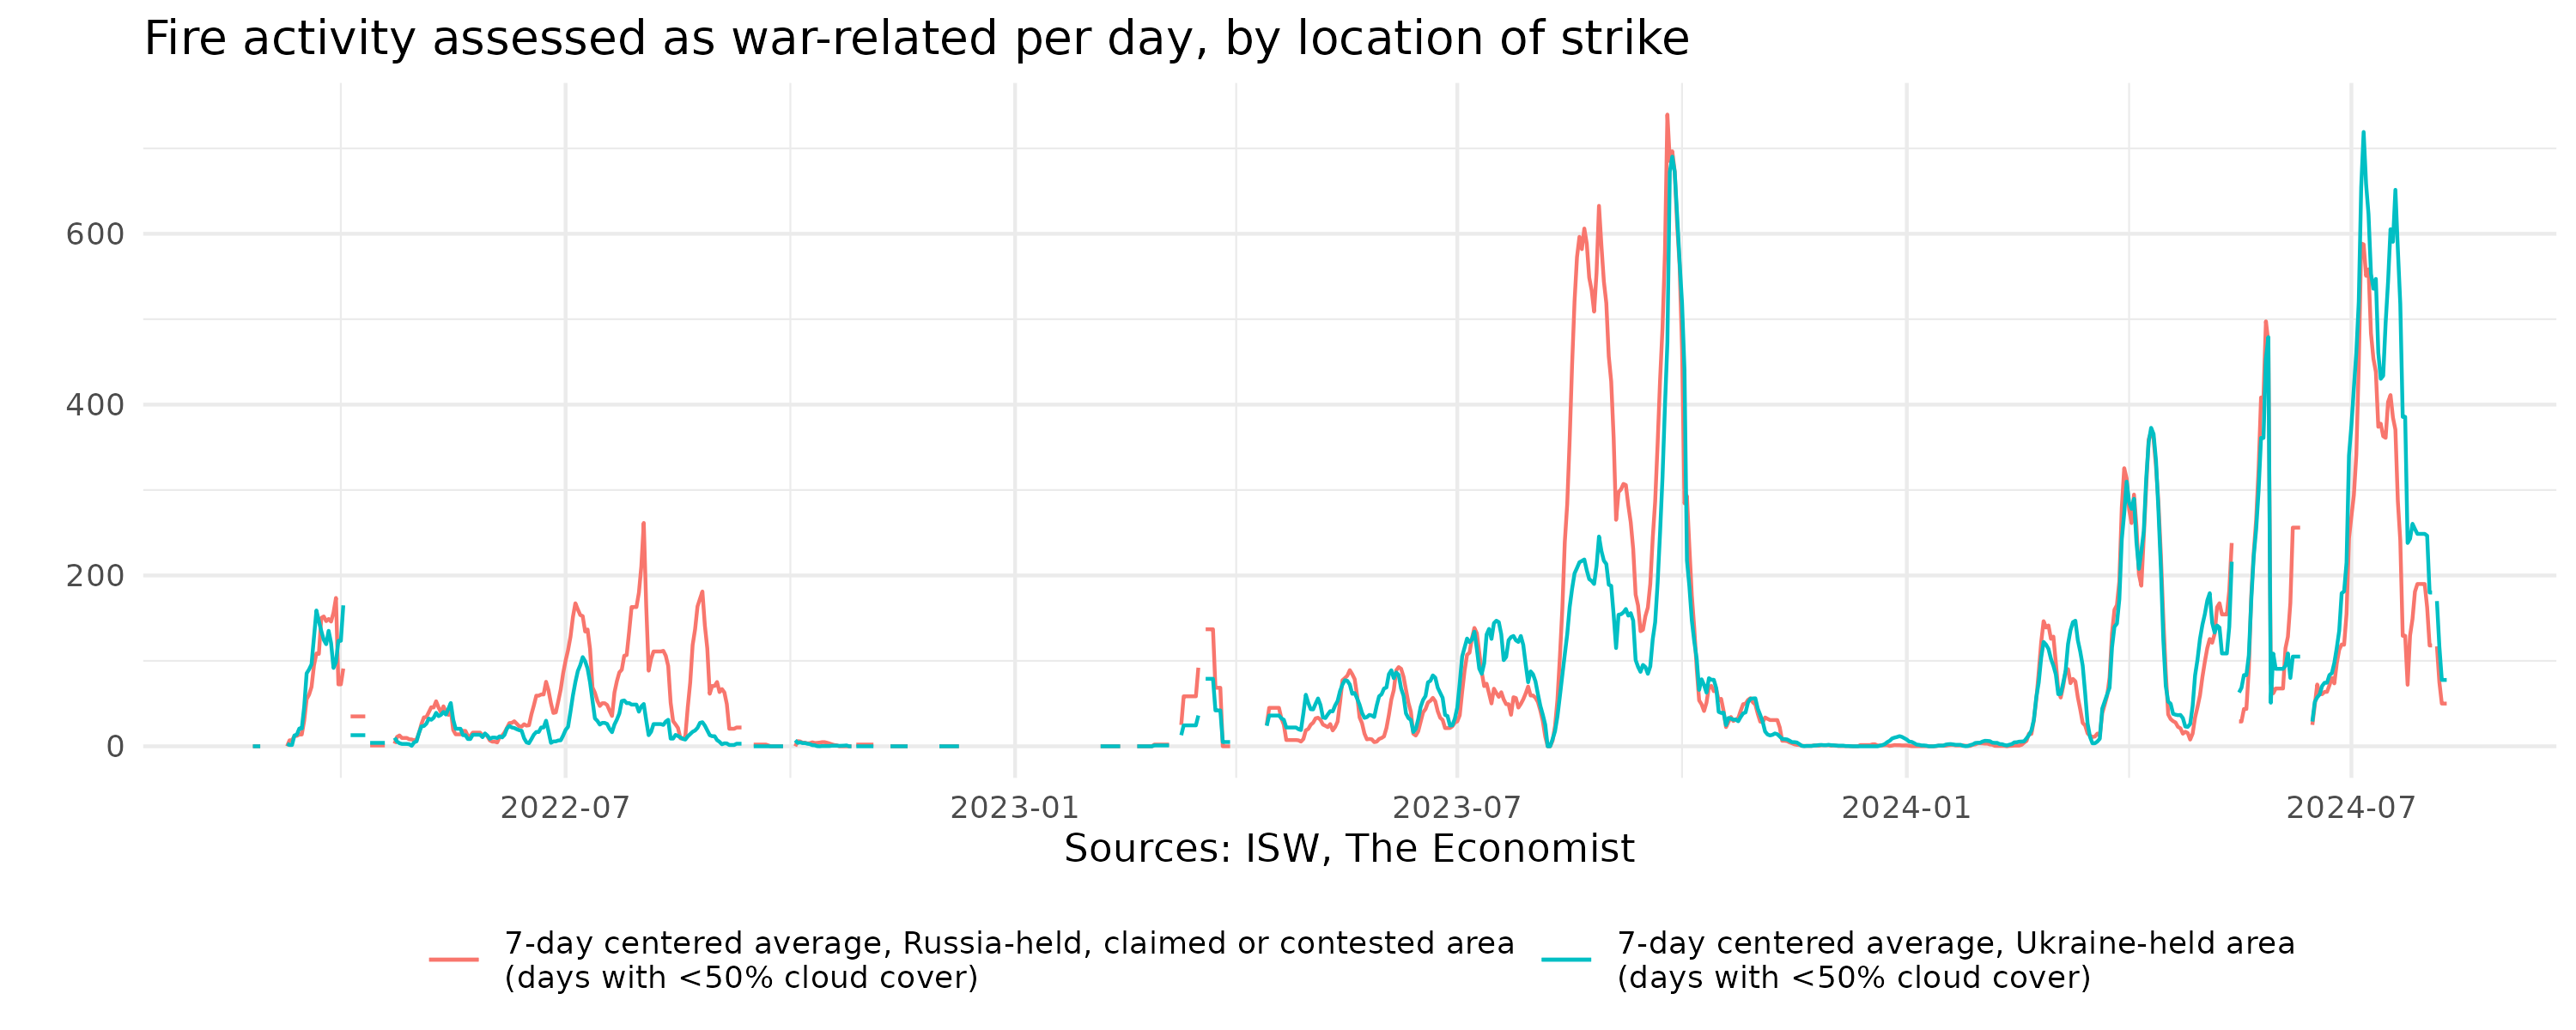 Fire activity assessed as war-related per day, by location of strike
600
400
200
0
2022-07
2023-01
2023-07
2024-01
2024-07
Sources: ISW, The Economist
7-day centered average, Russia-held, claimed or contested area
(days with <50% cloud cover)
7-day centered average, Ukraine-held area
(days with <50% cloud cover)